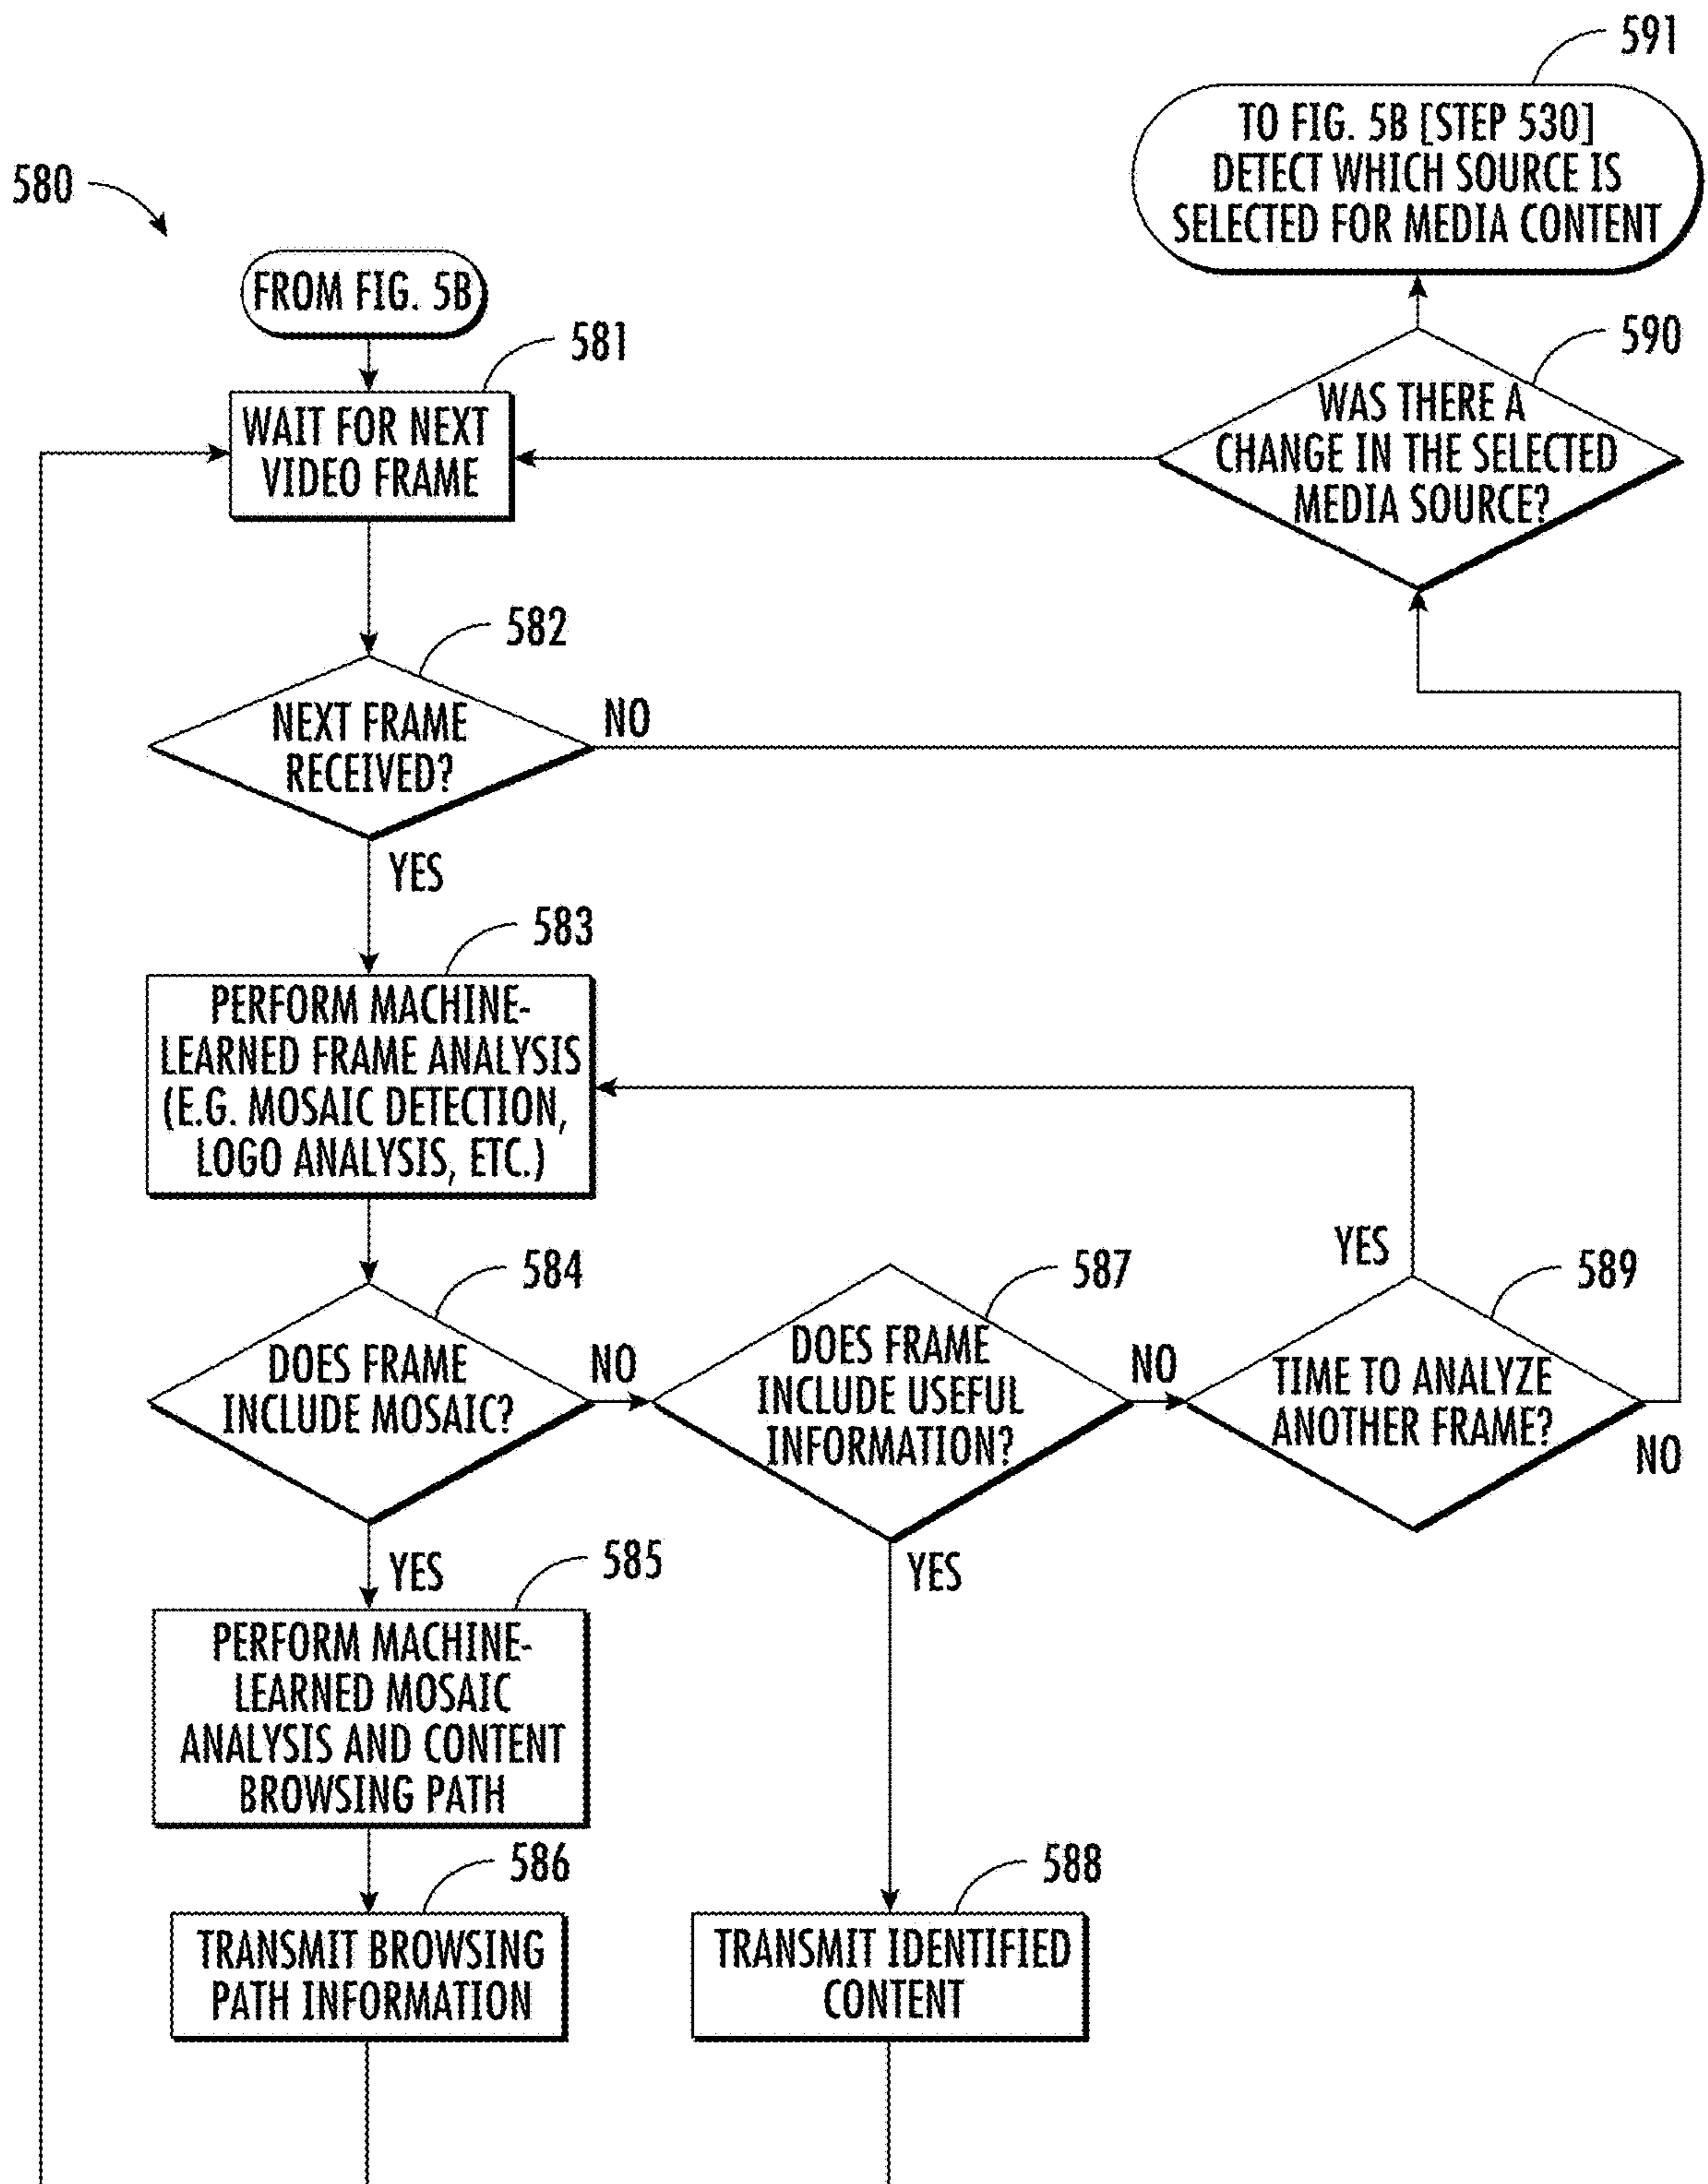 591
TO FIG. 5B [STEP 530]
DETECT WHICH SOURCE IS
SELECTED FOR MEDIA CONTENT
580
FROM FIG. 5B
581
WAIT FOR NEXT
VIDEO FRAME
590
WAS THERE A
CHANGE IN THE SELECTED
MEDIA SOURCE?
582
NEXT FRAME
RECEIVED?
NO
YES
583
PERFORM MACHINE-
LEARNED FRAME ANALYSIS
(E.G. MOSAIC DETECTION,
LOGO ANALYSIS, ETC.)
584
DOES FRAME
INCLUDE MOSAIC?
NO
587
DOES FRAME
INCLUDE USEFUL
INFORMATION?
NO
YES
589
TIME TO ANALYZE
ANOTHER FRAME?
NO
YES
585
PERFORM MACHINE-
LEARNED MOSAIC
ANALYSIS AND CONTENT
BROWSING PATH
YES
586
TRANSMIT BROWSING
PATH INFORMATION
588
TRANSMIT IDENTIFIED
CONTENT